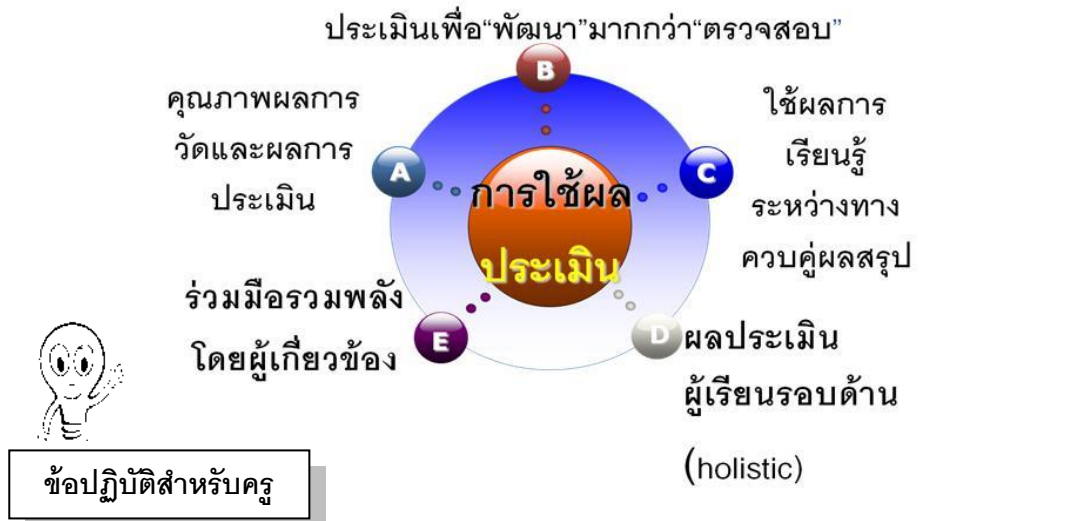 ประเมินเพื่อ“พัฒนา”มากกว่า“ตรวจสอบ”
B
คุณภาพผลการ
วัดและผลการ
ประเมิน
A
ใช้ผลการ
เรียนรู้
ระหว่างทาง
ควบคู่ผลสรุป
C
การใช้ผล
ประเมิน
ร่วมมือรวมพลัง
โดยผู้เกี่ยวข้อง
E
D
ผลประเมิน
ผู้เรียนรอบด้าน
(holistic)
ข้อปฏิบัติสำหรับครู